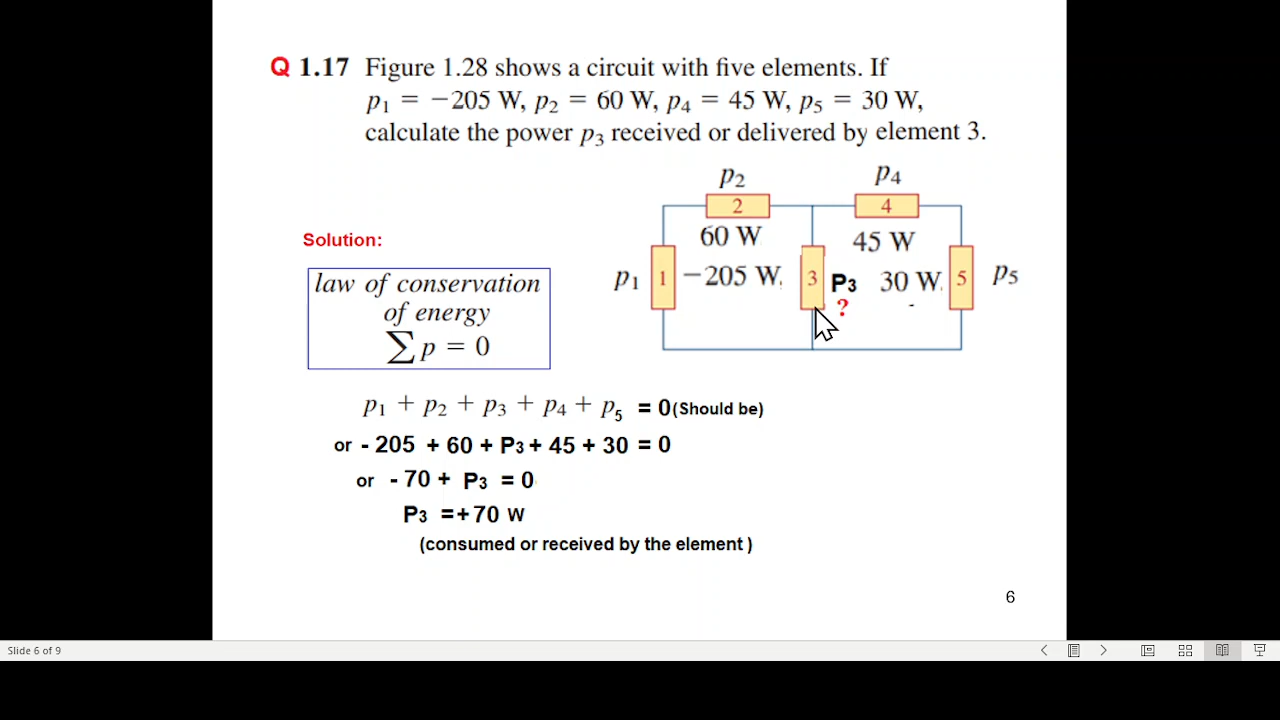 Q 1.17 Figure 1.28 shows a circuit with five elements. If
p1 = −205 W, p2 = 60 W, p4 = 45 W, p5 = 30 W,
calculate the power p3 received or delivered by element 3.
p2
p4
2
4
Solution:
60 W
45 W
p1 1 −205 W, 3 P3 30 W, 5 p5
?
law of conservation
of energy
∑ p = 0
p1 + p2 + p3 + p4 + p5 = 0 (Should be)
or - 205 + 60 + P3 + 45 + 30 = 0
or - 70 + P3 = 0
P3 = + 70 W
(consumed or received by the element )
6
Slide 6 of 9